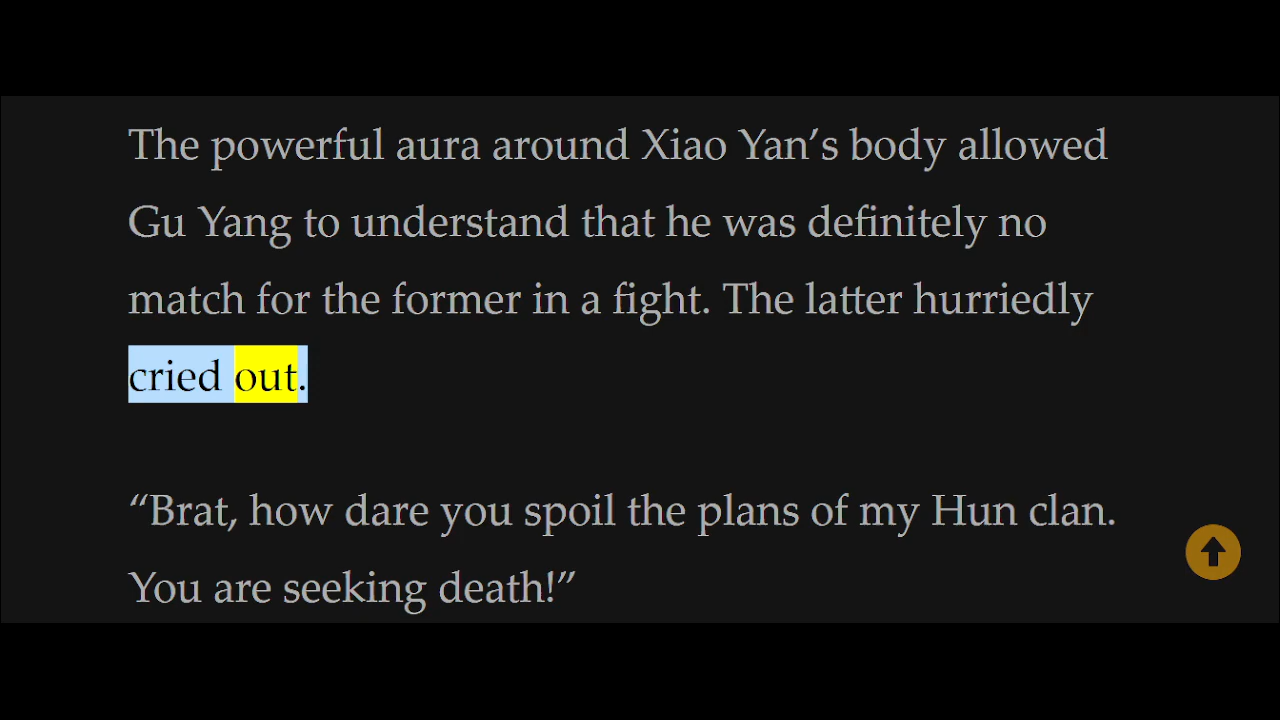 The powerful aura around Xiao Yan’s body allowed
Gu Yang to understand that he was definitely no
match for the former in a fight. The latter hurriedly
cried out.
“Brat, how dare you spoil the plans of my Hun clan.
You are seeking death!”